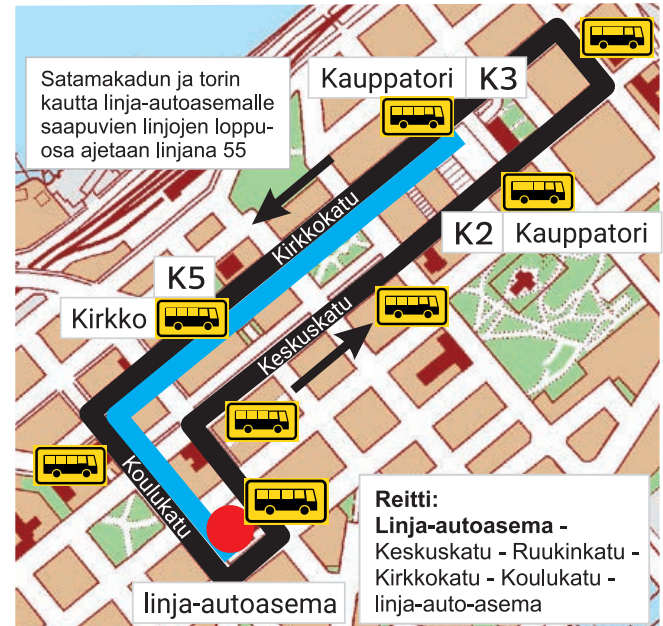 Satamakadun ja torin
kautta linja-autoasemalle
saapuvien linjojen loppu-
osa ajetaan linjana 55
Kauppatori K3
K2 Kauppatori
Kirkkokatu
K5
Kirkko
Keskuskatu
Koulukatu
linja-autoasema
Reitti:
Linja-autoasema -
Keskuskatu - Ruukinkatu -
Kirkkokatu - Koulukatu -
linja-auto-asema